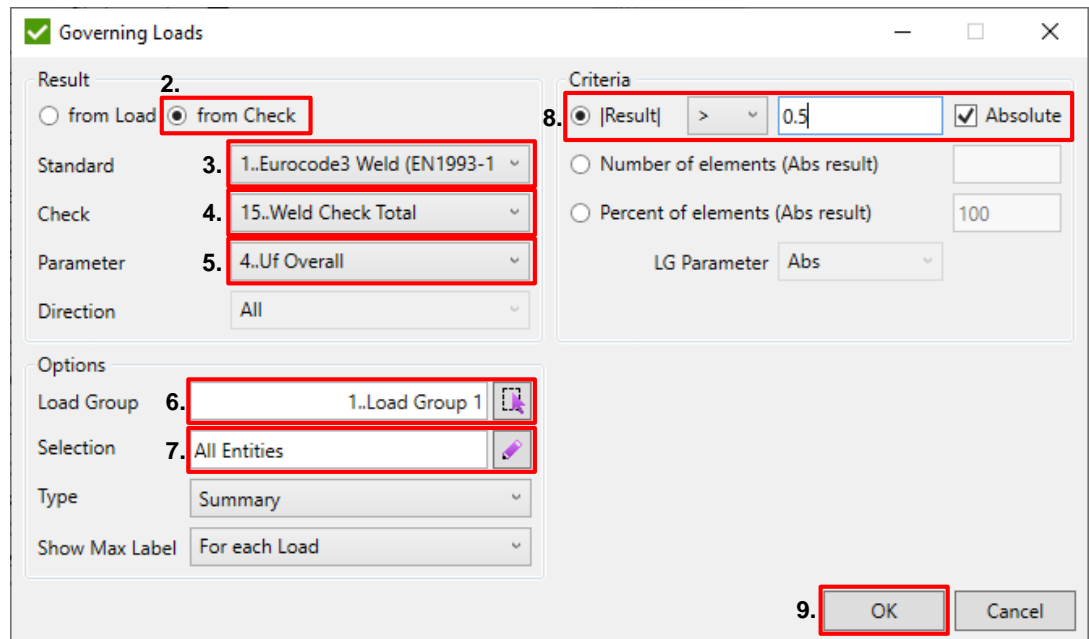 Governing Loads
Result
2.
from Load
from Check
Standard
3.
1..Eurocode3 Weld (EN1993-1
Check
4.
15..Weld Check Total
Parameter
5.
4..Uf Overall
Direction
All
Criteria
8.
|Result|
>
0.5
Absolute
Number of elements (Abs result)
Percent of elements (Abs result)
100
LG Parameter
Abs
Options
Load Group
6.
1..Load Group 1
Selection
7.
All Entities
Type
Summary
Show Max Label
For each Load
9.
OK
Cancel